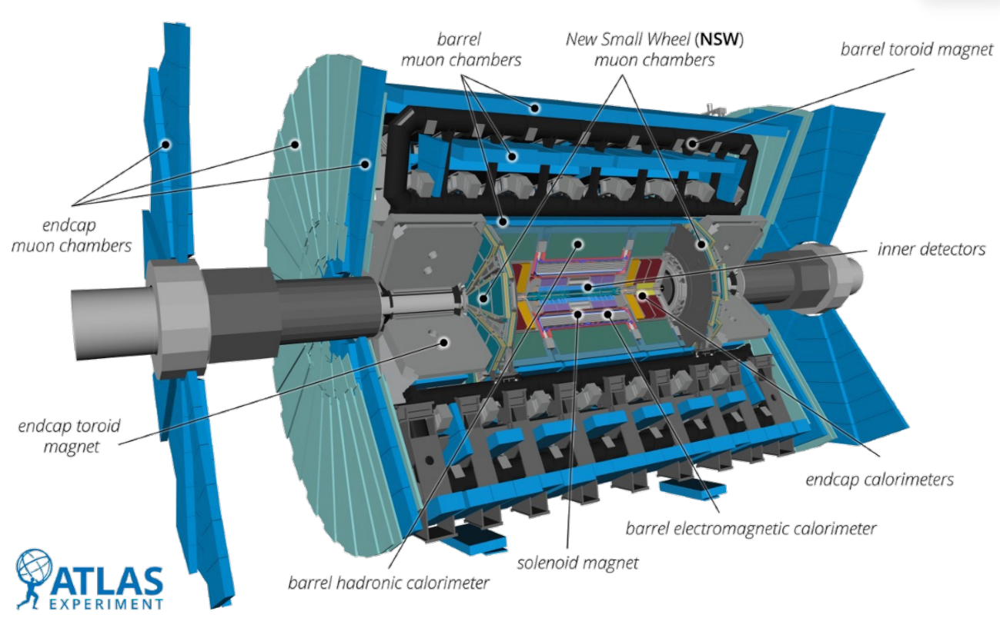 barrel
muon chambers
New Small Wheel (NSW)
muon chambers
barrel toroid magnet
endcap
muon chambers
inner detectors
endcap toroid
magnet
endcap calorimeters
barrel electromagnetic calorimeter
solenoid magnet
barrel hadronic calorimeter
ATLAS
EXPERIMENT